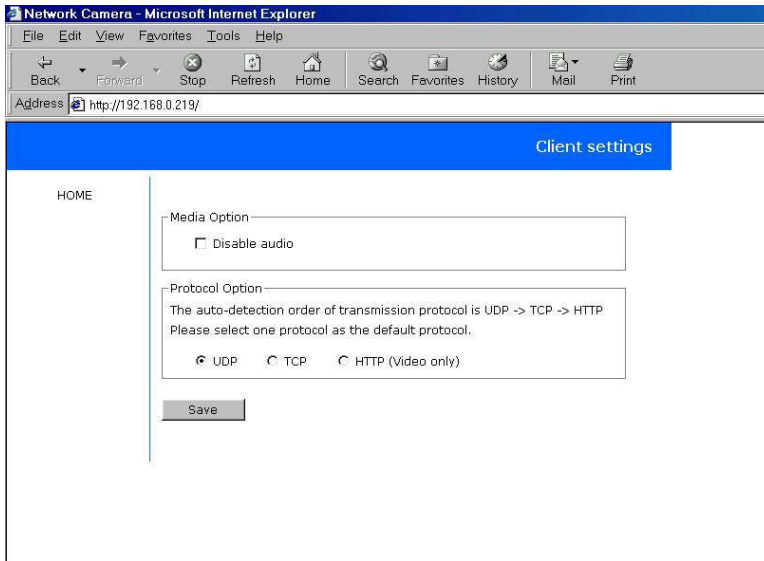 Network Camera - Microsoft Internet Explorer
File Edit View Favorites Tools Help
Back Forward Stop Refresh Home Search Favorites History Mail Print
Address http://192.168.0.219/
Client settings
HOME
Media Option
Disable audio
Protocol Option
The auto-detection order of transmission protocol is UDP -> TCP -> HTTP
Please select one protocol as the default protocol.
UDP TCP HTTP (Video only)
Save